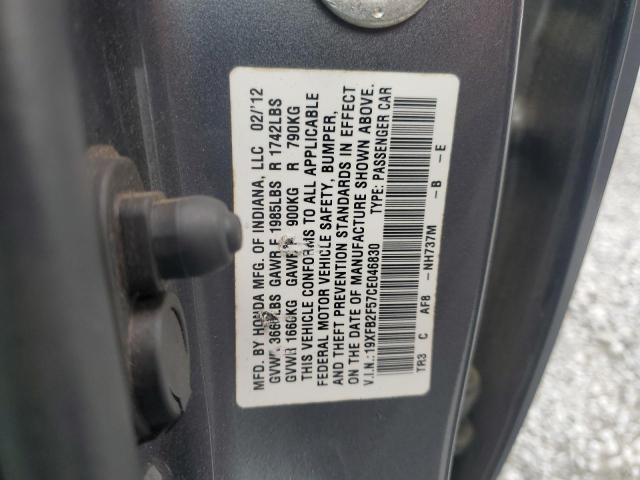 MFD. BY HONDA MFG. OF INDIANA, LLC 02/'12
GVWR LBS GAWR F 1985LBS R 1742LBS
GVWR 1660KG GAWR 900KG R 790KG
THIS VEHICLE CONFORMS TO ALL APPLICABLE
FEDERAL MOTOR VEHICLE SAFETY, BUMPER,
AND THEFT PREVENTION STANDARDS IN EFFECT
ON THE DATE OF MANUFACTURE SHOWN ABOVE.
V.I.N.: 19XFB2F57CE046830 TYPE: PASSENGER CAR
TR3 C AF8 -NH737M -B -E